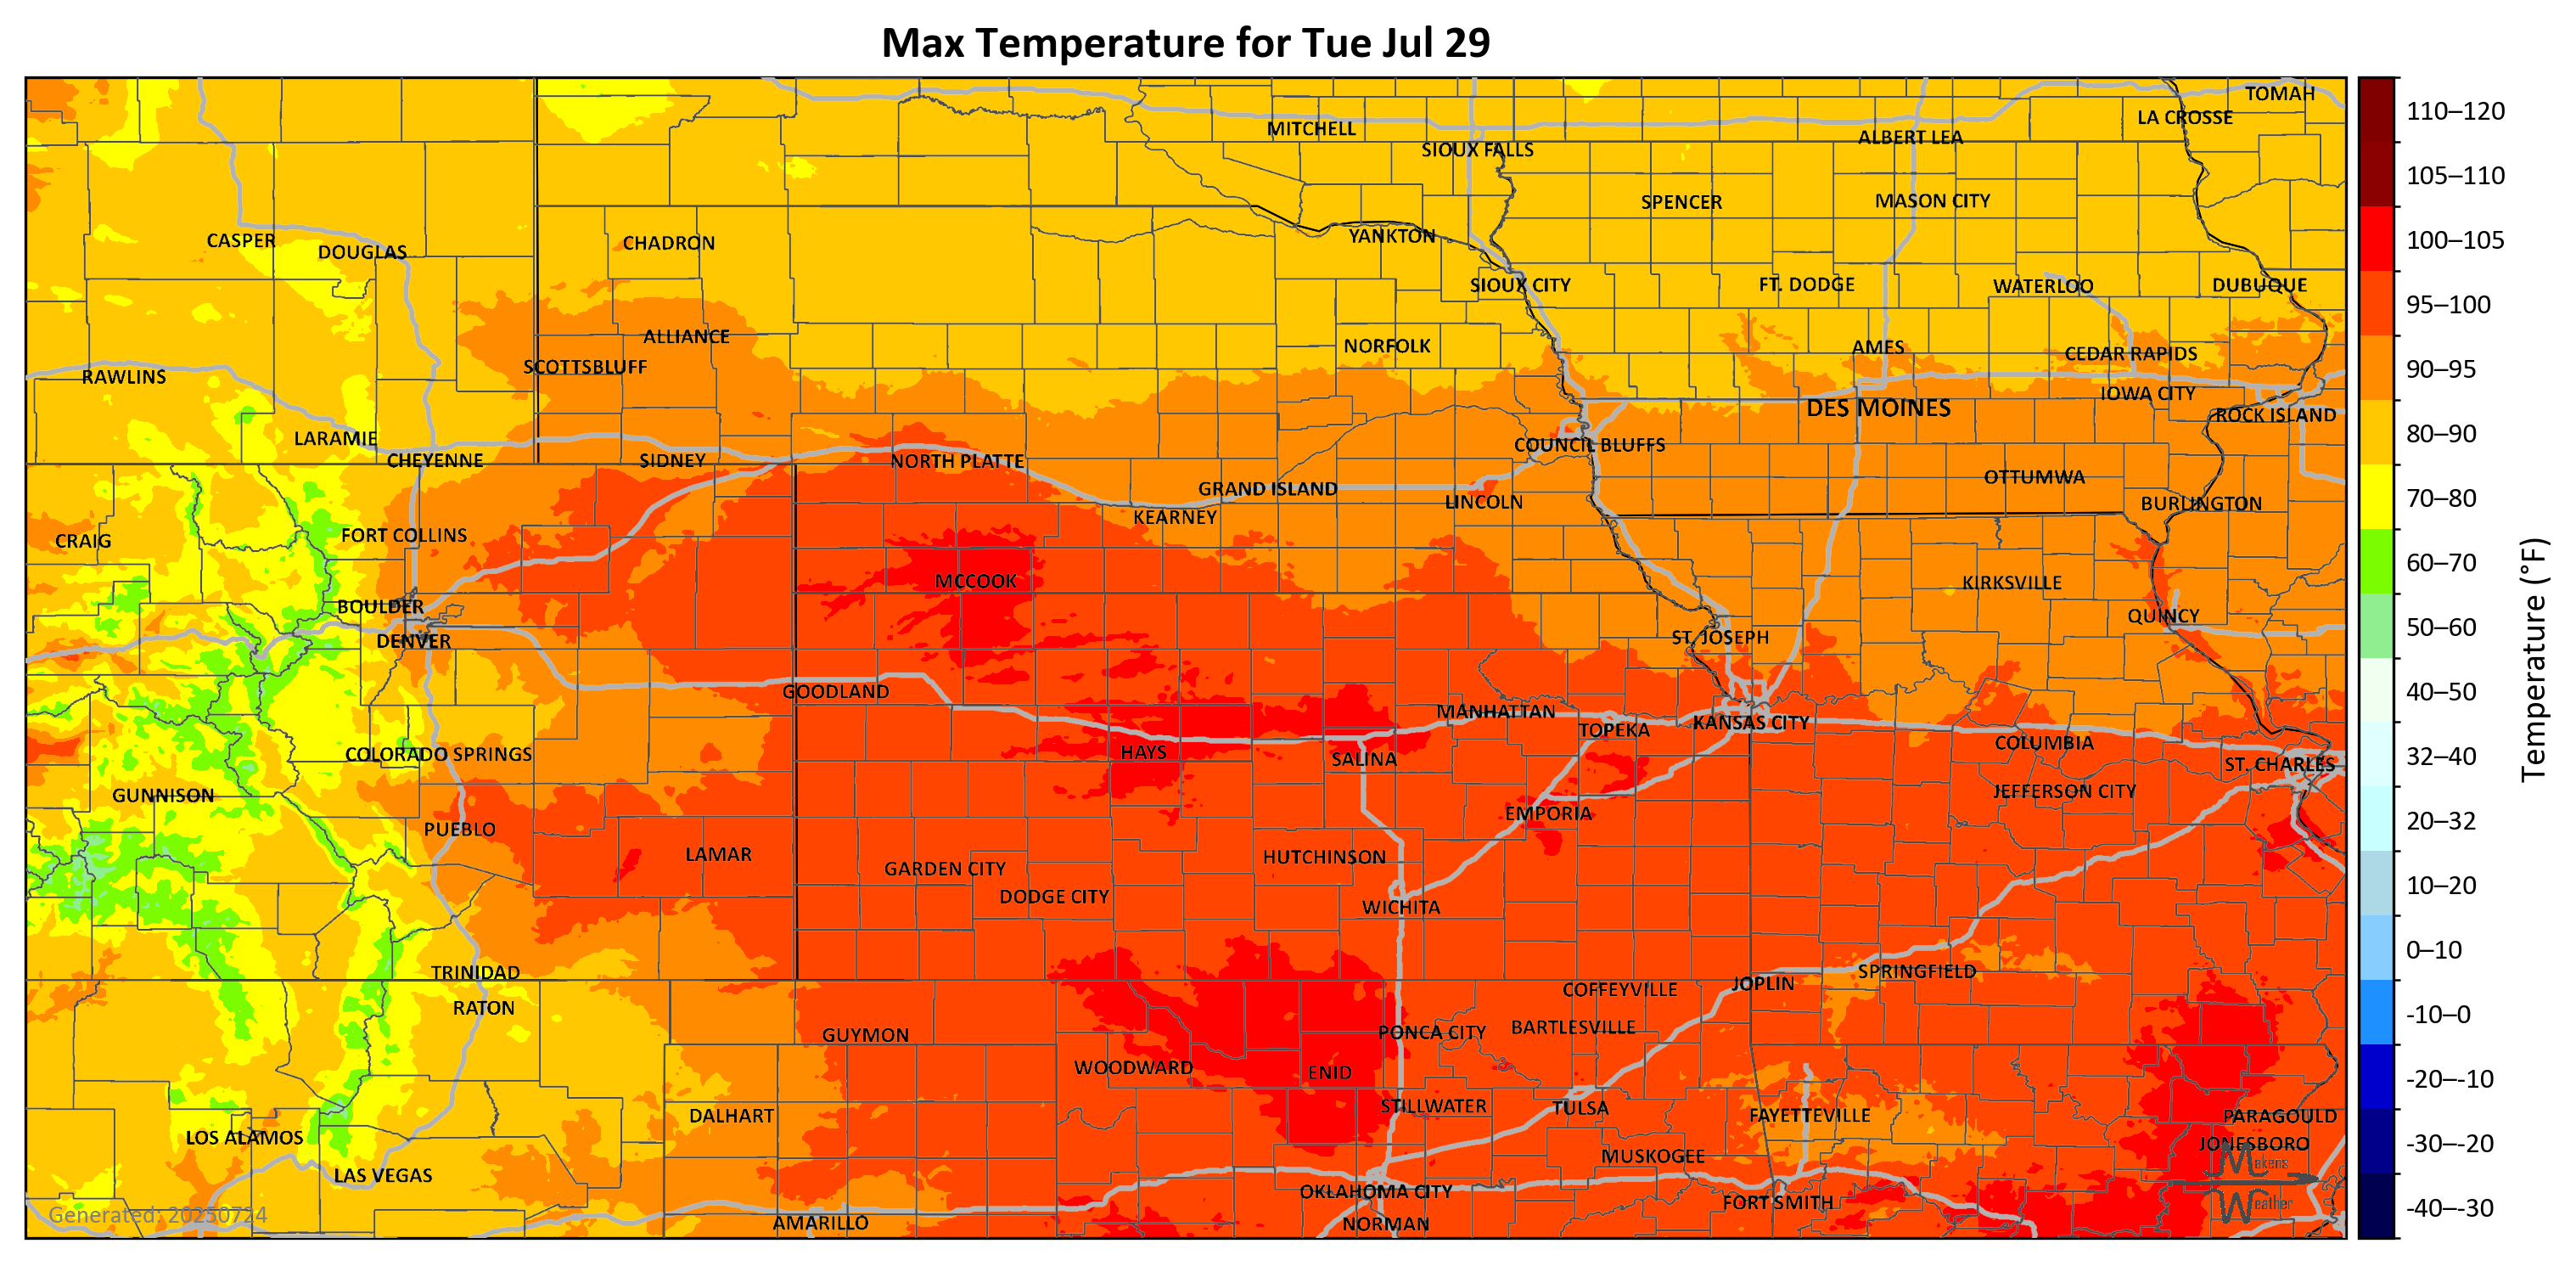 Max Temperature for Tue Jul 29
TOMAH
LA CROSSE
MITCHELL
ALBERT LEA
SIOUX FALLS
SPENCER
MASON CITY
CASPER
DOUGLAS
CHADRON
YANKTON
SIOUX CITY
FT. DODGE
WATERLOO
DUBUQUE
ALLIANCE
NORFOLK
AMES
CEDAR RAPIDS
SCOTTSBLUFF
RAWLINS
IOWA CITY
DES MOINES
ROCK ISLAND
LARAMIE
COUNCIL BLUFFS
CHEYENNE
SIDNEY
NORTH PLATTE
OTTUMWA
GRAND ISLAND
LINCOLN
BURLINGTON
KEARNEY
CRAIG
FORT COLLINS
MCCOOK
KIRKSVILLE
BOULDER
QUINCY
DENVER
ST. JOSEPH
GOODLAND
MANHATTAN
TOPEKA
KANSAS CITY
COLUMBIA
COLORADO SPRINGS
HAYS
SALINA
ST. CHARLES
GUNNISON
JEFFERSON CITY
EMPORIA
PUEBLO
LAMAR
HUTCHINSON
GARDEN CITY
DODGE CITY
WICHITA
TRINIDAD
SPRINGFIELD
JOPLIN
COFFEYVILLE
RATON
GUYMON
PONCA CITY
BARTLESVILLE
WOODWARD
ENID
STILLWATER
TULSA
DALHART
FAYETTEVILLE
PARAGOULD
LOS ALAMOS
JONESBORO
MUSKOGEE
LAS VEGAS
OKLAHOMA CITY
FORT SMITH
AMARILLO
NORMAN
Generated: 20250724
Makens
Weather
110–120
105–110
100–105
95–100
90–95
80–90
70–80
60–70
50–60
40–50
32–40
20–32
10–20
0–10
-10–0
-20–-10
-30–-20
-40–-30
Temperature (°F)